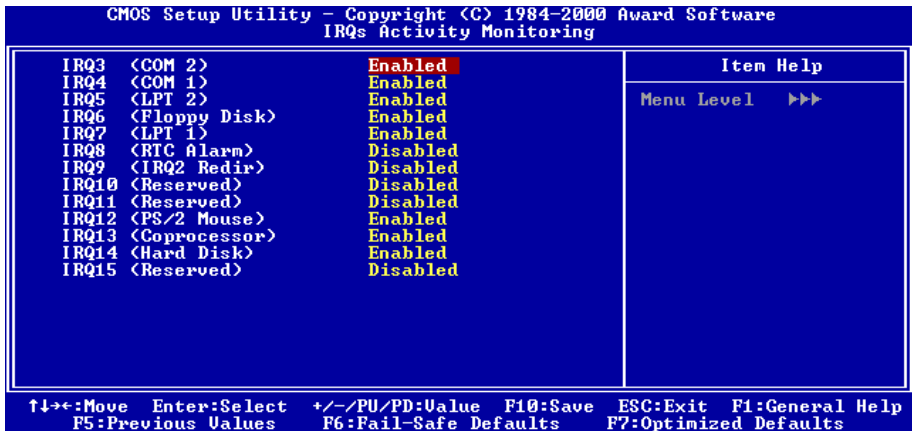 CMOS Setup Utility - Copyright (C) 1984-2000 Award Software
IRQs Activity Monitoring
IRQ3 (COM 2) Enabled
IRQ4 (COM 1) Enabled
IRQ5 (LPT 2) Enabled
IRQ6 (Floppy Disk) Enabled
IRQ7 (LPT 1) Enabled
IRQ8 (RTC Alarm) Disabled
IRQ9 (IRQ2 Redir) Disabled
IRQ10 (Reserved) Disabled
IRQ11 (Reserved) Disabled
IRQ12 (PS/2 Mouse) Enabled
IRQ13 (Coprocessor) Enabled
IRQ14 (Hard Disk) Enabled
IRQ15 (Reserved) Disabled
Item Help
Menu Level ▶▶▶
↑↓→←:Move Enter:Select +/-/PU/PD:Value F10:Save ESC:Exit F1:General Help
F5:Previous Values F6:Fail-Safe Defaults F7:Optimized Defaults